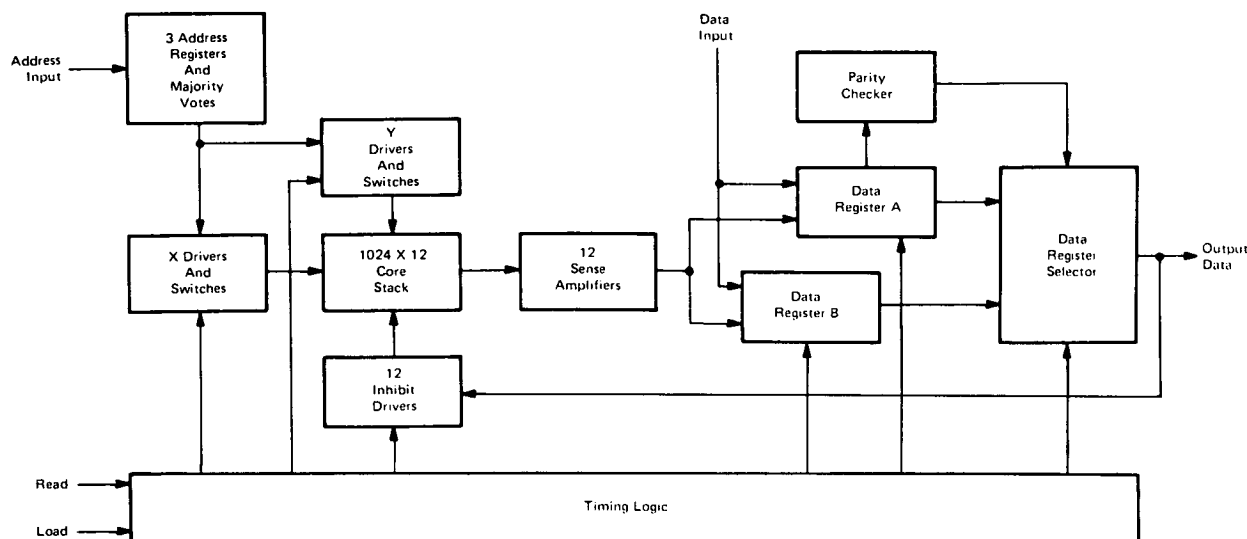 3 Address
Registers
And
Majority
Votes
Address
Input
Data
Input
Parity
Checker
Y
Drivers
And
Switches
Data
Register A
X Drivers
And
Switches
1024 X 12
Core
Stack
12
Sense
Amplifiers
Data
Register B
Data
Register
Selector
Output
Data
12
Inhibit
Drivers
Read
Timing Logic
Load